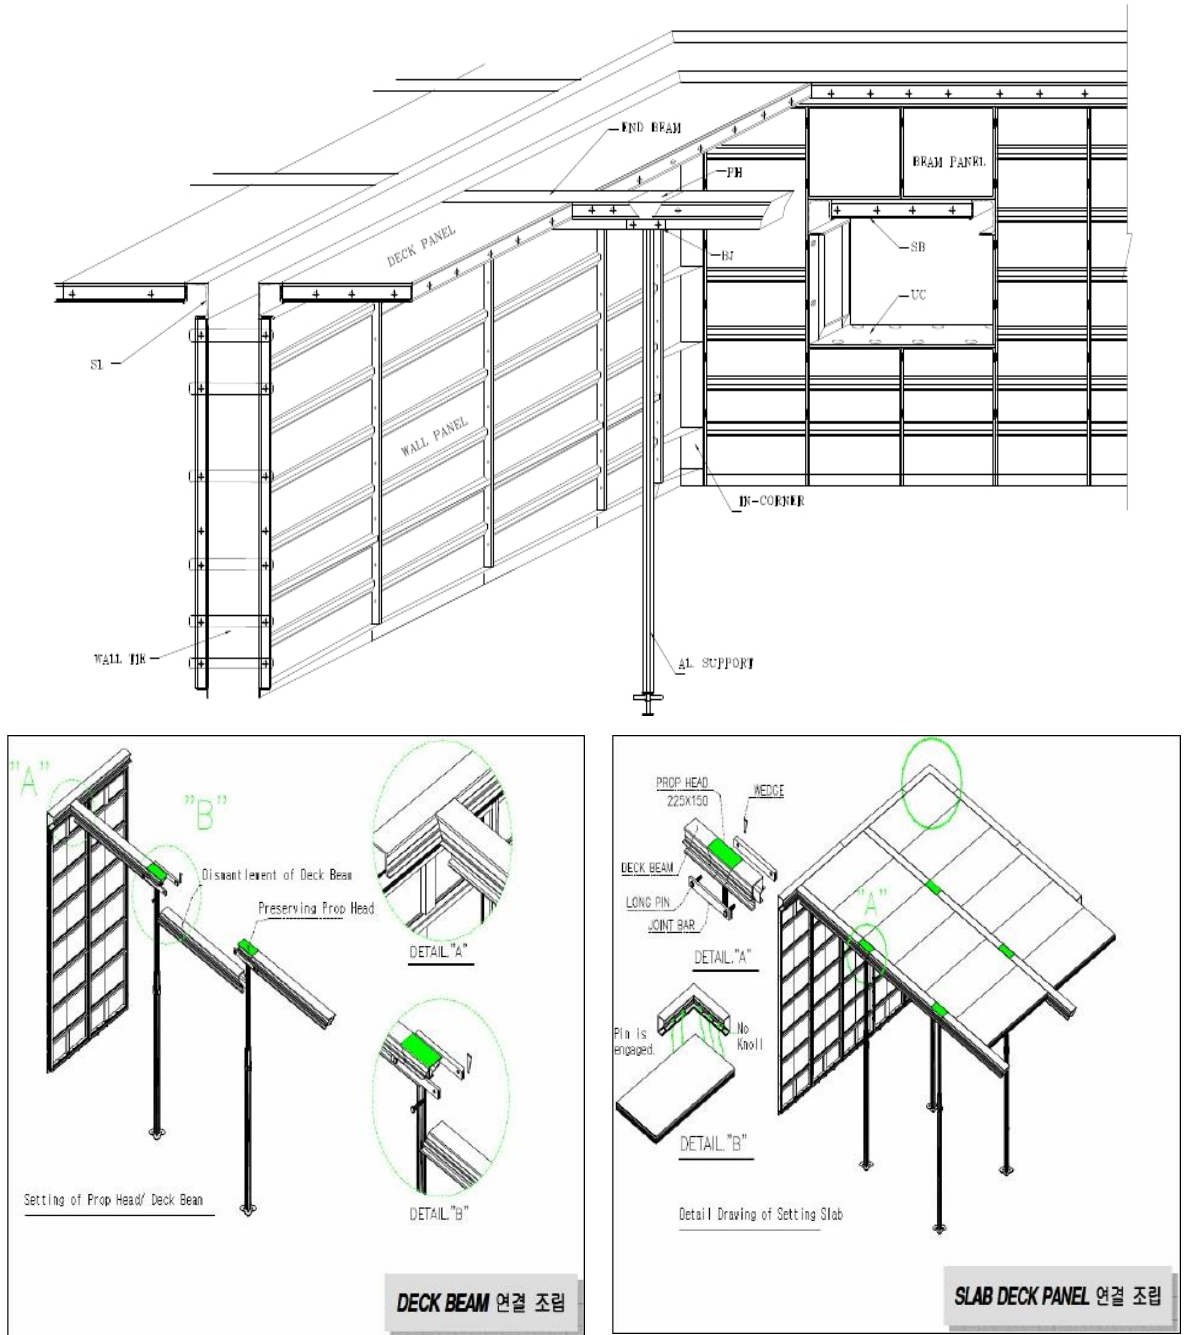 END BEAM
PH
BEAM PANEL
DECK PANEL
BJ
SB
UC
SL
WALL PANEL
IN-CORNER
WALL TIE
AL SUPPORT
"A"
"B"
Dismantlement of Deck Beam
Preserving Prop Head
DETAIL."A"
DETAIL."B"
Setting of Prop Head/ Deck Beam
DECK BEAM 연결 조립
PROP HEAD
225X150
WEDGE
DECK BEAM
LONG PIN
JOINT BAR
DETAIL."A"
"A"
Pin is
engaged.
No
Knoll
DETAIL."B"
Detail Drawing of Setting Slab
SLAB DECK PANEL 연결 조립